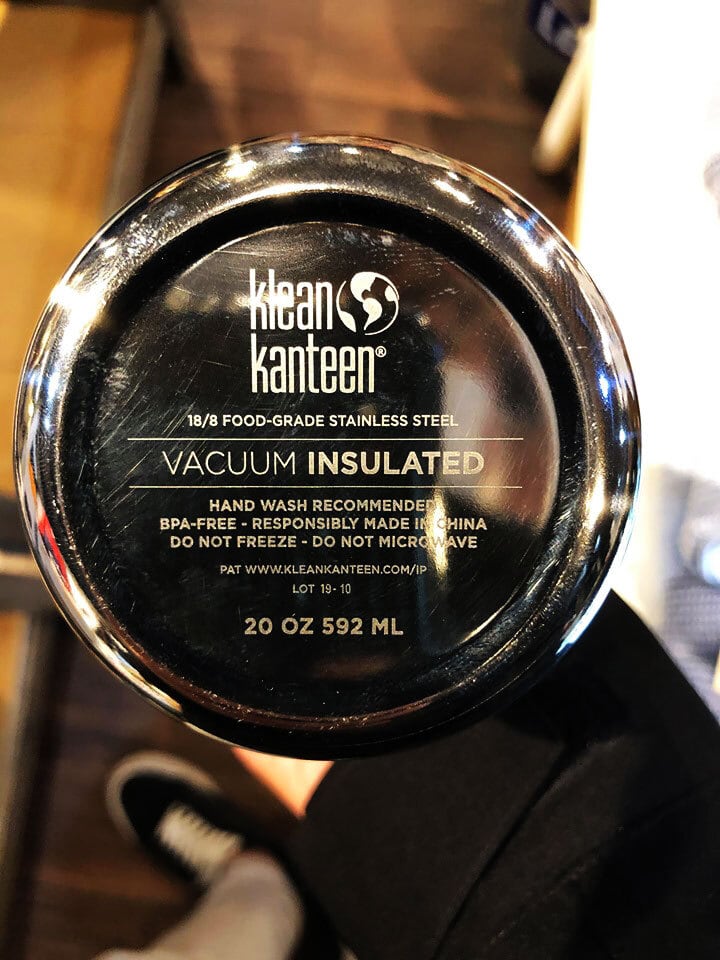 klean
kanteen®
18/8 FOOD-GRADE STAINLESS STEEL
VACUUM INSULATED
HAND WASH RECOMMENDED
BPA-FREE - RESPONSIBLY MADE IN CHINA
DO NOT FREEZE - DO NOT MICROWAVE
PAT WWW.KLEANKANTEEN.COM/IP
LOT 19-10
20 OZ 592 ML